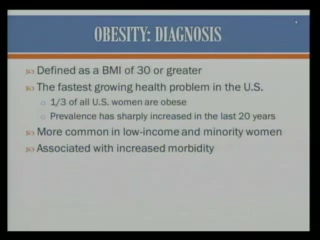 OBESITY: DIAGNOSIS
Defined as a BMI of 30 or greater
The fastest growing health problem in the U.S.
1/3 of all U.S. women are obese
Prevalence has sharply increased in the last 20 years
More common in low-income and minority women
Associated with increased morbidity